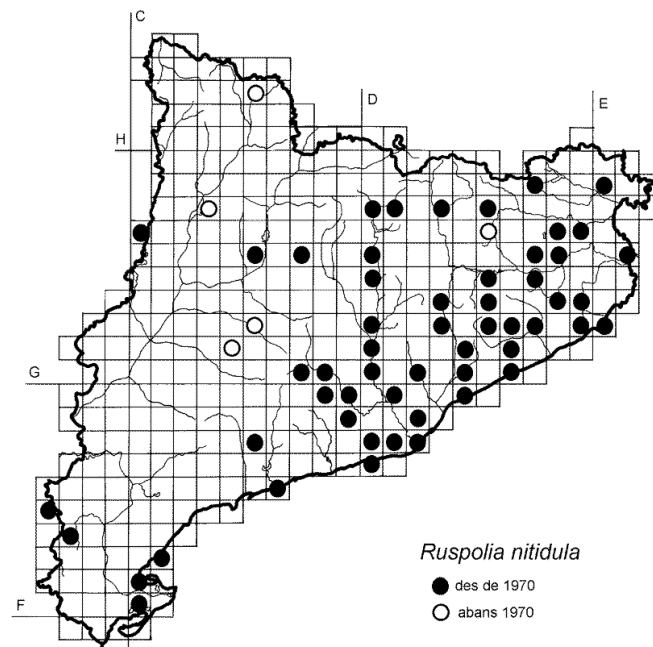 C
D
E
H
G
F
Ruspolia nitidula
des de 1970
abans 1970